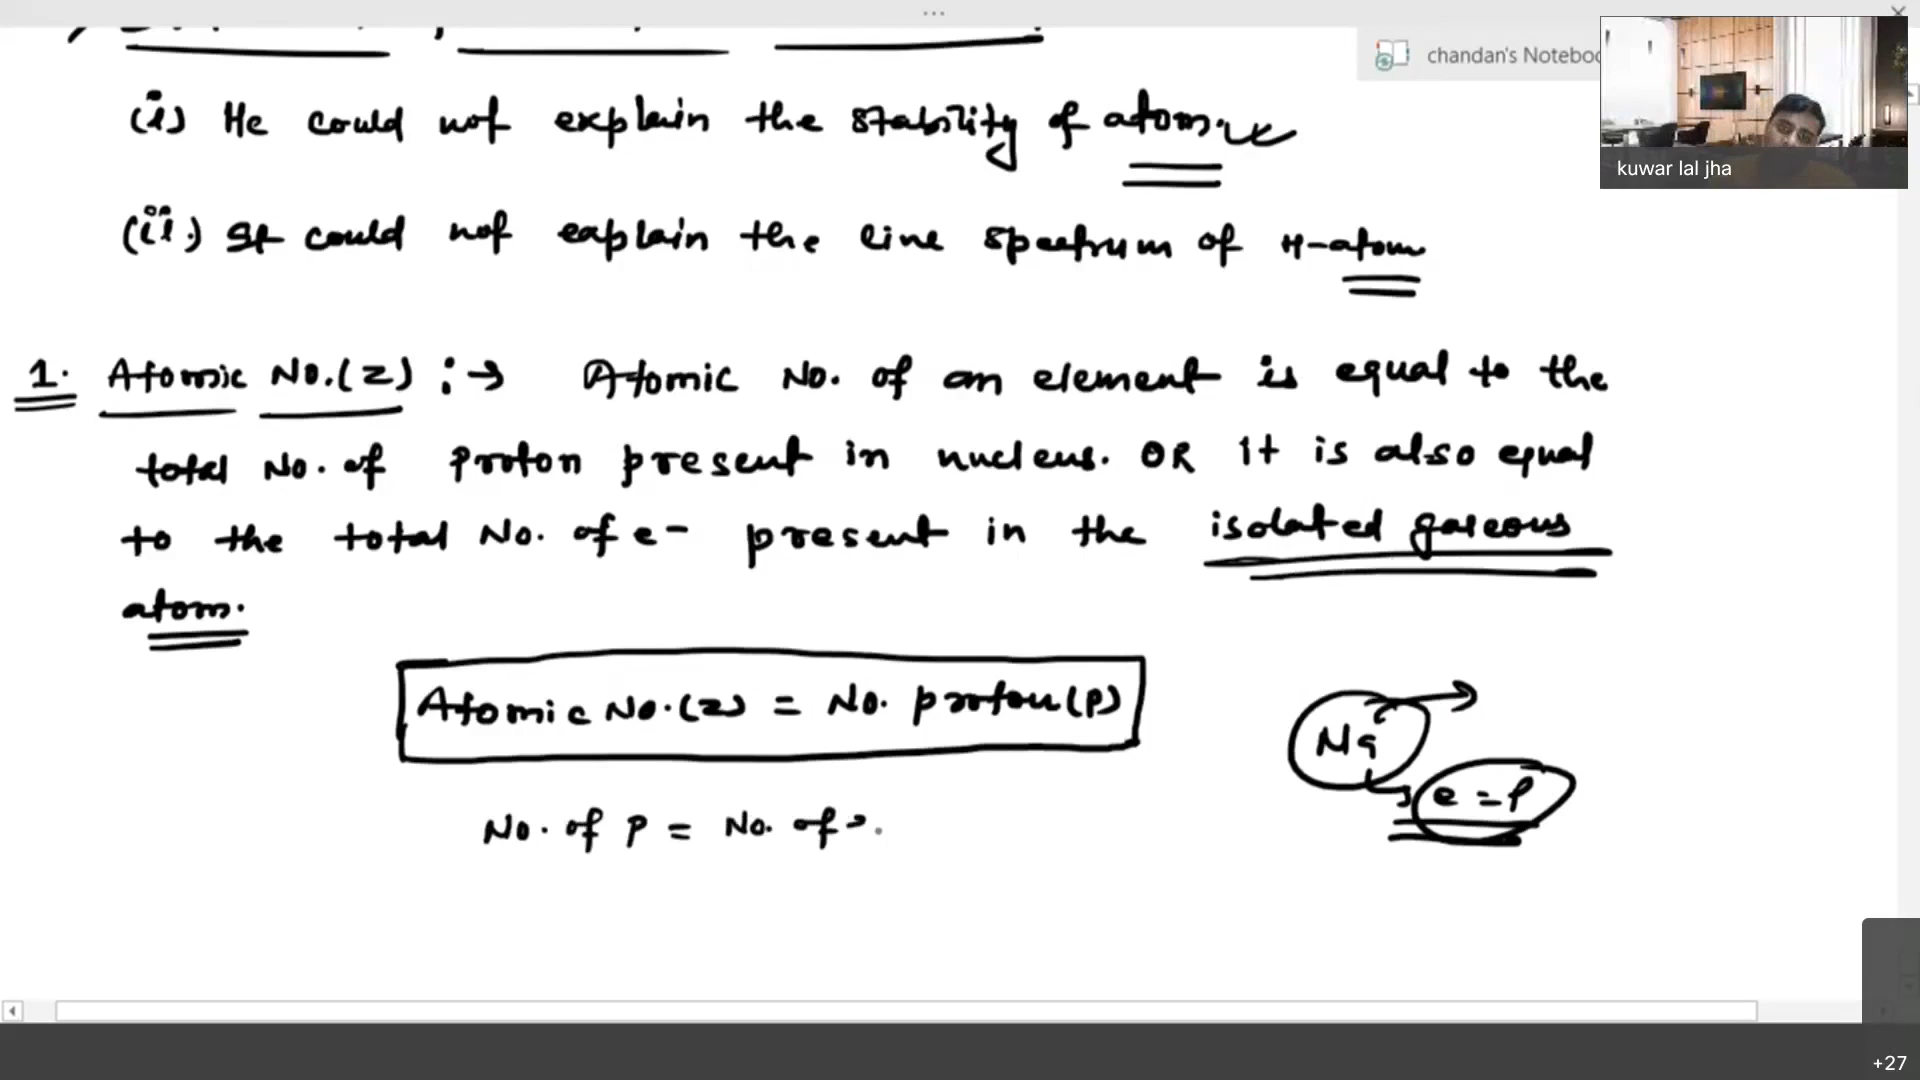 chandan's Notebo
kuwar lal jha
(i) He could not explain the stability of atom.
(ii.) It could not explain the line spectrum of H-atom
1. Atomic No.(Z) :→ Atomic No. of an element is equal to the
total No. of proton present in nucleus. OR it is also equal
to the total No. of e- present in the isolated gaseous
atom.
Atomic No.(Z) = No. proton(P)
Na
e = P
No. of P = No. of
+27